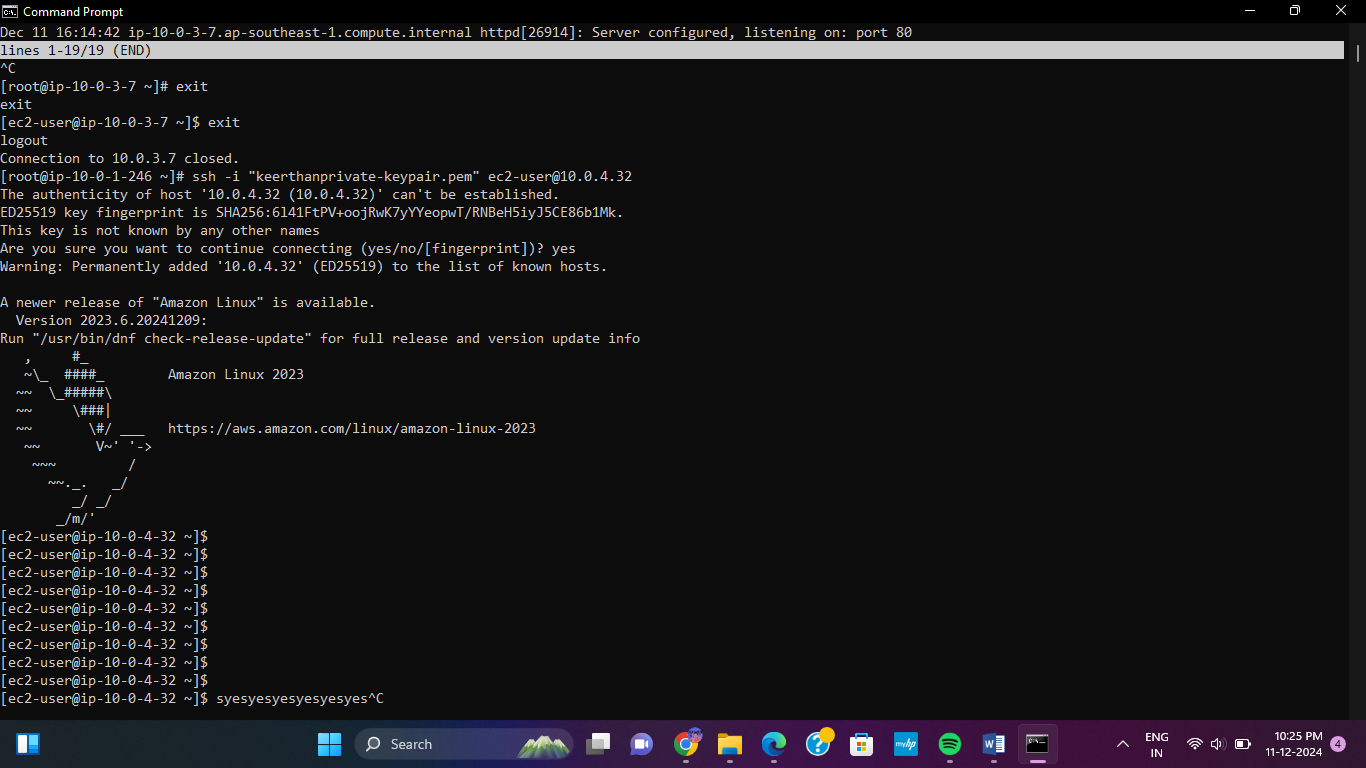 Command Prompt
Dec 11 16:14:42 ip-10-0-3-7.ap-southeast-1.compute.internal httpd[26914]: Server configured, listening on: port 80
lines 1-19/19 (END)
^C
[root@ip-10-0-3-7 ~]# exit
exit
[ec2-user@ip-10-0-3-7 ~]$ exit
logout
Connection to 10.0.3.7 closed.
[root@ip-10-0-1-246 ~]# ssh -i "keerthanprivate-keypair.pem" ec2-user@10.0.4.32
The authenticity of host '10.0.4.32 (10.0.4.32)' can't be established.
ED25519 key fingerprint is SHA256:6l41FtPV+oojRwK7yYYeopwT/RNBeH5iyJ5CE86b1Mk.
This key is not known by any other names
Are you sure you want to continue connecting (yes/no/[fingerprint])? yes
Warning: Permanently added '10.0.4.32' (ED25519) to the list of known hosts.
A newer release of "Amazon Linux" is available.
  Version 2023.6.20241209:
Run "/usr/bin/dnf check-release-update" for full release and version update info
   ,     #_
   ~\_  ####_        Amazon Linux 2023
  ~~  \_#####\
  ~~     \###|
  ~~       \#/ ___   https://aws.amazon.com/linux/amazon-linux-2023
   ~~       V~' '->
    ~~~         /
      ~~._.   _/
         _/ _/
       _/m/'
[ec2-user@ip-10-0-4-32 ~]$
[ec2-user@ip-10-0-4-32 ~]$
[ec2-user@ip-10-0-4-32 ~]$
[ec2-user@ip-10-0-4-32 ~]$
[ec2-user@ip-10-0-4-32 ~]$
[ec2-user@ip-10-0-4-32 ~]$
[ec2-user@ip-10-0-4-32 ~]$
[ec2-user@ip-10-0-4-32 ~]$
[ec2-user@ip-10-0-4-32 ~]$
[ec2-user@ip-10-0-4-32 ~]$ syesyesyesyesyesyes^C
Search
myhp
W
ENG
IN
10:25 PM
11-12-2024
4